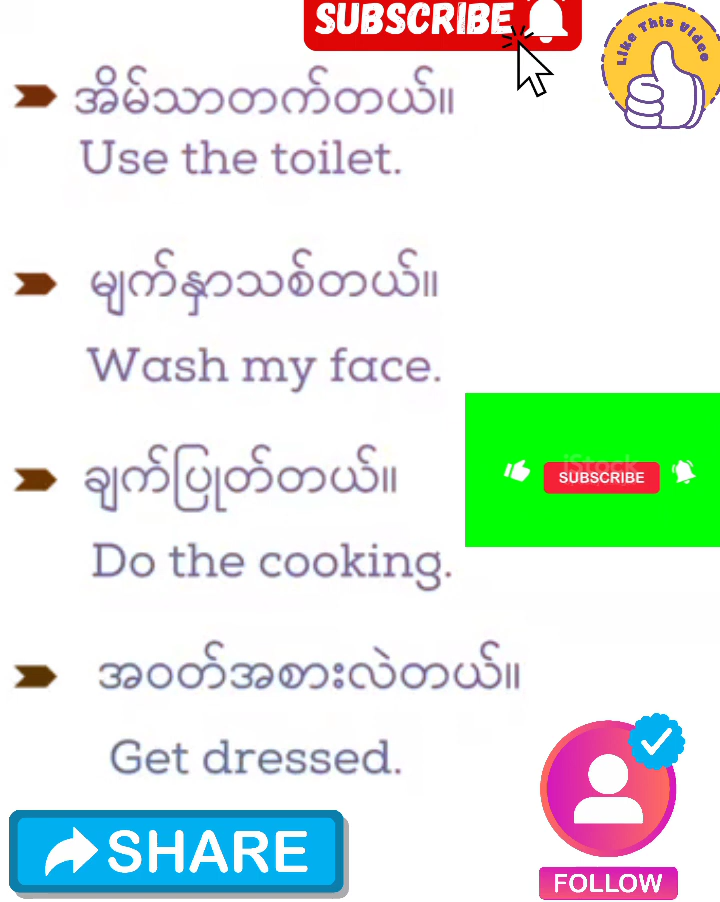 SUBSCRIBE
Like This Video
အိမ်သာတက်တယ်။
Use the toilet.
မျက်နှာသစ်တယ်။
Wash my face.
ချက်ပြုတ်တယ်။
Do the cooking.
iStock
SUBSCRIBE
အဝတ်အစားလဲတယ်။
Get dressed.
SHARE
FOLLOW